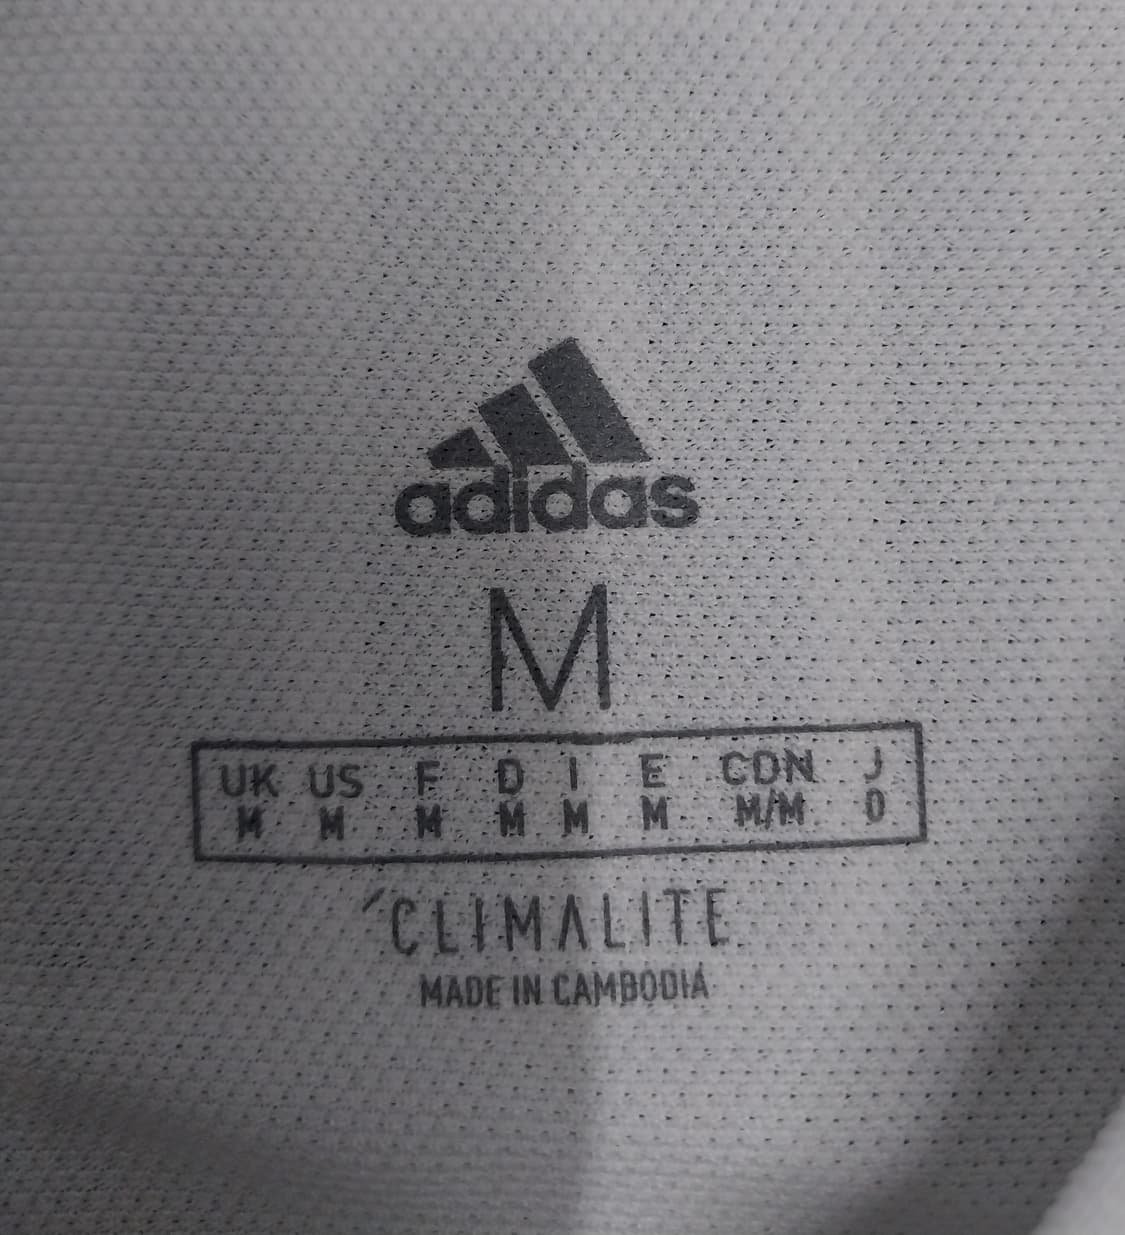 adidas
M
UK US F D I E CDN J
M M M M M M M/M O
CLIMALITE
MADE IN CAMBODIA